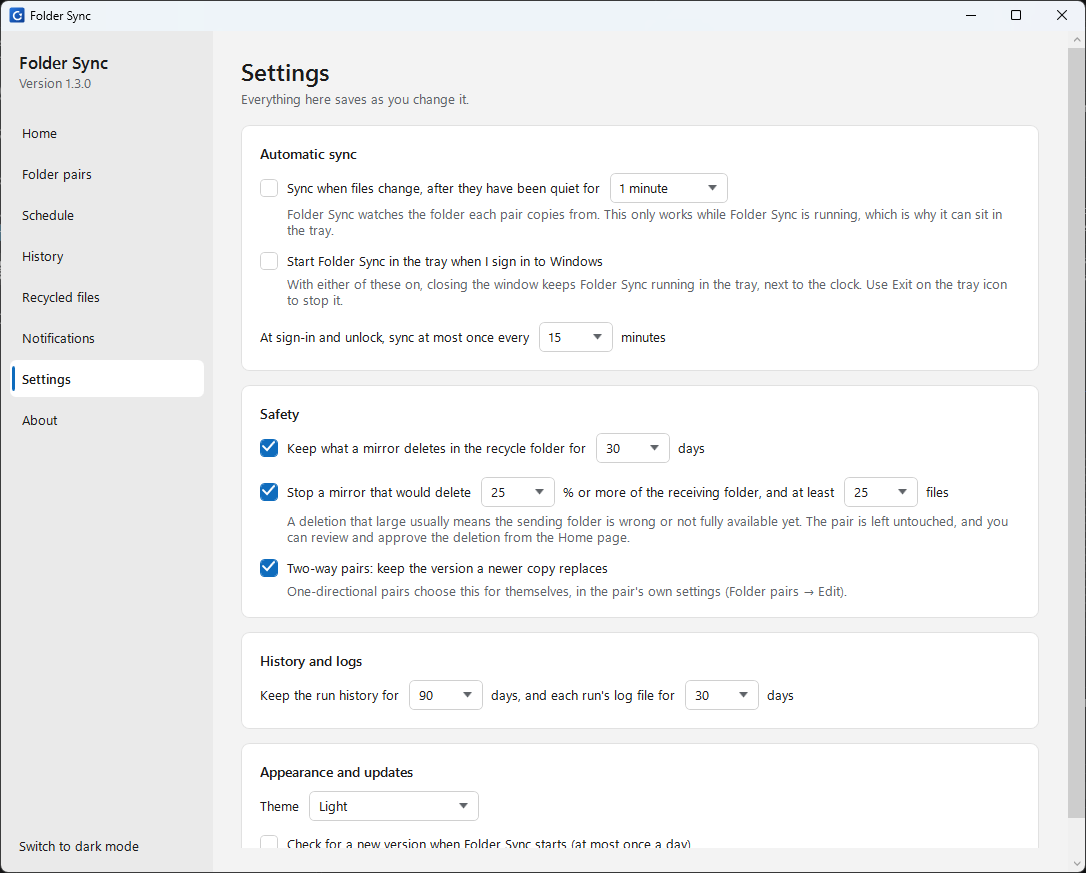 Folder Sync
Folder Sync
Version 1.3.0
Home
Folder pairs
Schedule
History
Recycled files
Notifications
Settings
About
Switch to dark mode
Settings
Everything here saves as you change it.
Automatic sync
Sync when files change, after they have been quiet for 1 minute
Folder Sync watches the folder each pair copies from. This only works while Folder Sync is running, which is why it can sit in
the tray.
Start Folder Sync in the tray when I sign in to Windows
With either of these on, closing the window keeps Folder Sync running in the tray, next to the clock. Use Exit on the tray icon
to stop it.
At sign-in and unlock, sync at most once every 15 minutes
Safety
Keep what a mirror deletes in the recycle folder for 30 days
Stop a mirror that would delete 25 % or more of the receiving folder, and at least 25 files
A deletion that large usually means the sending folder is wrong or not fully available yet. The pair is left untouched, and you
can review and approve the deletion from the Home page.
Two-way pairs: keep the version a newer copy replaces
One-directional pairs choose this for themselves, in the pair's own settings (Folder pairs → Edit).
History and logs
Keep the run history for 90 days, and each run's log file for 30 days
Appearance and updates
Theme Light
Check for a new version when Folder Sync starts (at most once a day)